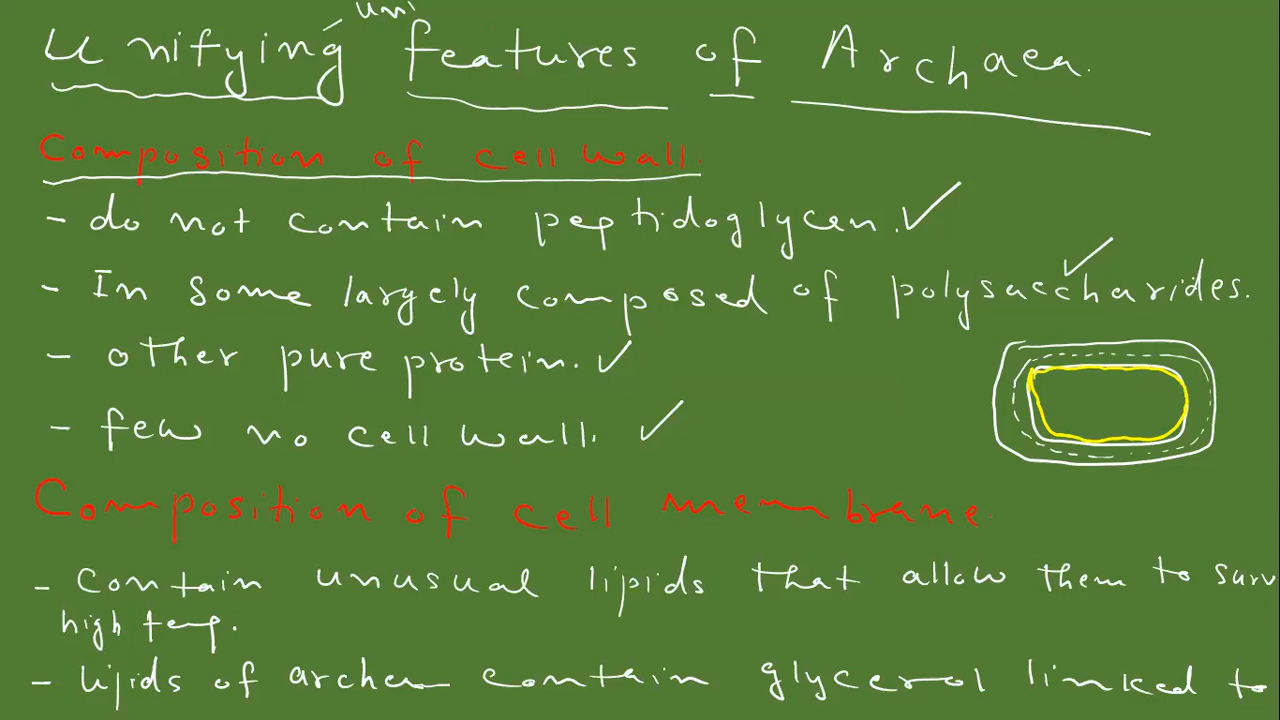 uni
Unifying features of Archaea.
Composition of cell wall.
- do not contain peptidoglycan.
- In some largely composed of polysaccharides.
- other pure protein.
- few no cell wall.
Composition of cell membrane.
- Contain unusual lipids that allow them to surv
high temp.
- lipids of archea contain glycerol linked to